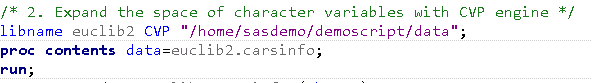 /* 2. Expand the space of character variables with CVP engine */
libname euclib2 CVP "/home/sasdemo/demoscript/data";
proc contents data=euclib2.carsinfo;
run;